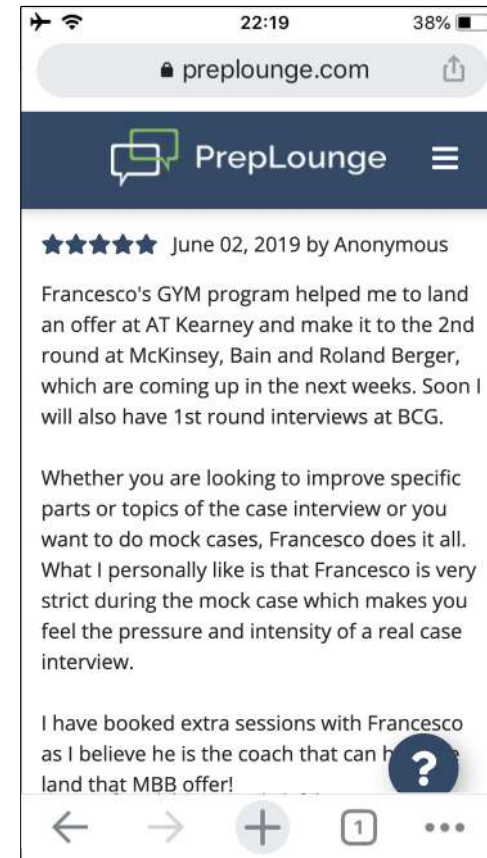 22:19
38%
preplounge.com
PrepLounge
June 02, 2019 by Anonymous
Francesco's GYM program helped me to land
an offer at AT Kearney and make it to the 2nd
round at McKinsey, Bain and Roland Berger,
which are coming up in the next weeks. Soon I
will also have 1st round interviews at BCG.
Whether you are looking to improve specific
parts or topics of the case interview or you
want to do mock cases, Francesco does it all.
What I personally like is that Francesco is very
strict during the mock case which makes you
feel the pressure and intensity of a real case
interview.
I have booked extra sessions with Francesco
as I believe he is the coach that can
land that MBB offer!
?
1